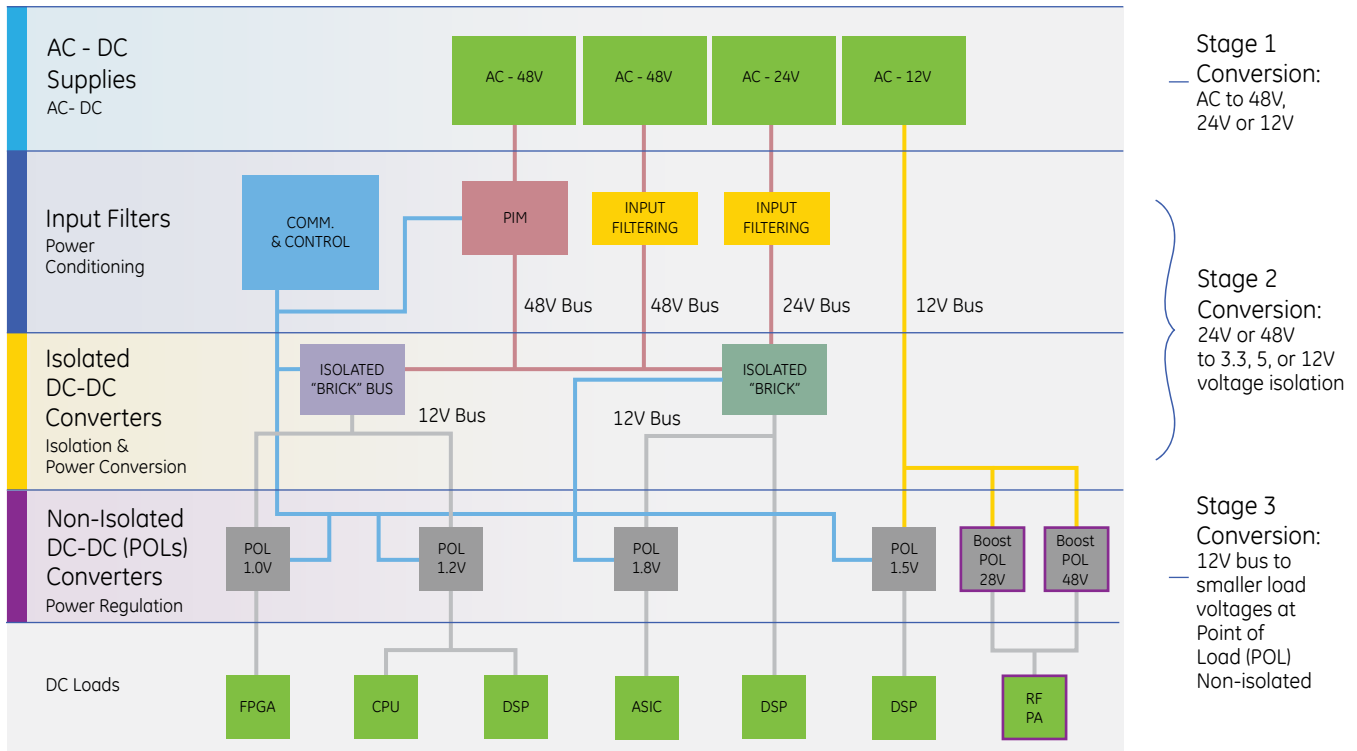 AC - DC
Supplies
AC- DC
AC - 48V
AC - 48V
AC - 24V
AC - 12V
Stage 1
Conversion:
AC to 48V,
24V or 12V
Input Filters
Power
Conditioning
COMM.
& CONTROL
PIM
INPUT
FILTERING
INPUT
FILTERING
48V Bus
48V Bus
24V Bus
12V Bus
Stage 2
Conversion:
24V or 48V
to 3.3, 5, or 12V
voltage isolation
Isolated
DC-DC
Converters
Isolation &
Power Conversion
ISOLATED
"BRICK" BUS
ISOLATED
"BRICK"
12V Bus
12V Bus
Non-Isolated
DC-DC (POLs)
Converters
Power Regulation
POL
1.0V
POL
1.2V
POL
1.8V
POL
1.5V
Boost
POL
28V
Boost
POL
48V
Stage 3
Conversion:
12V bus to
smaller load
voltages at
Point of
Load (POL)
Non-isolated
DC Loads
FPGA
CPU
DSP
ASIC
DSP
DSP
RF
PA